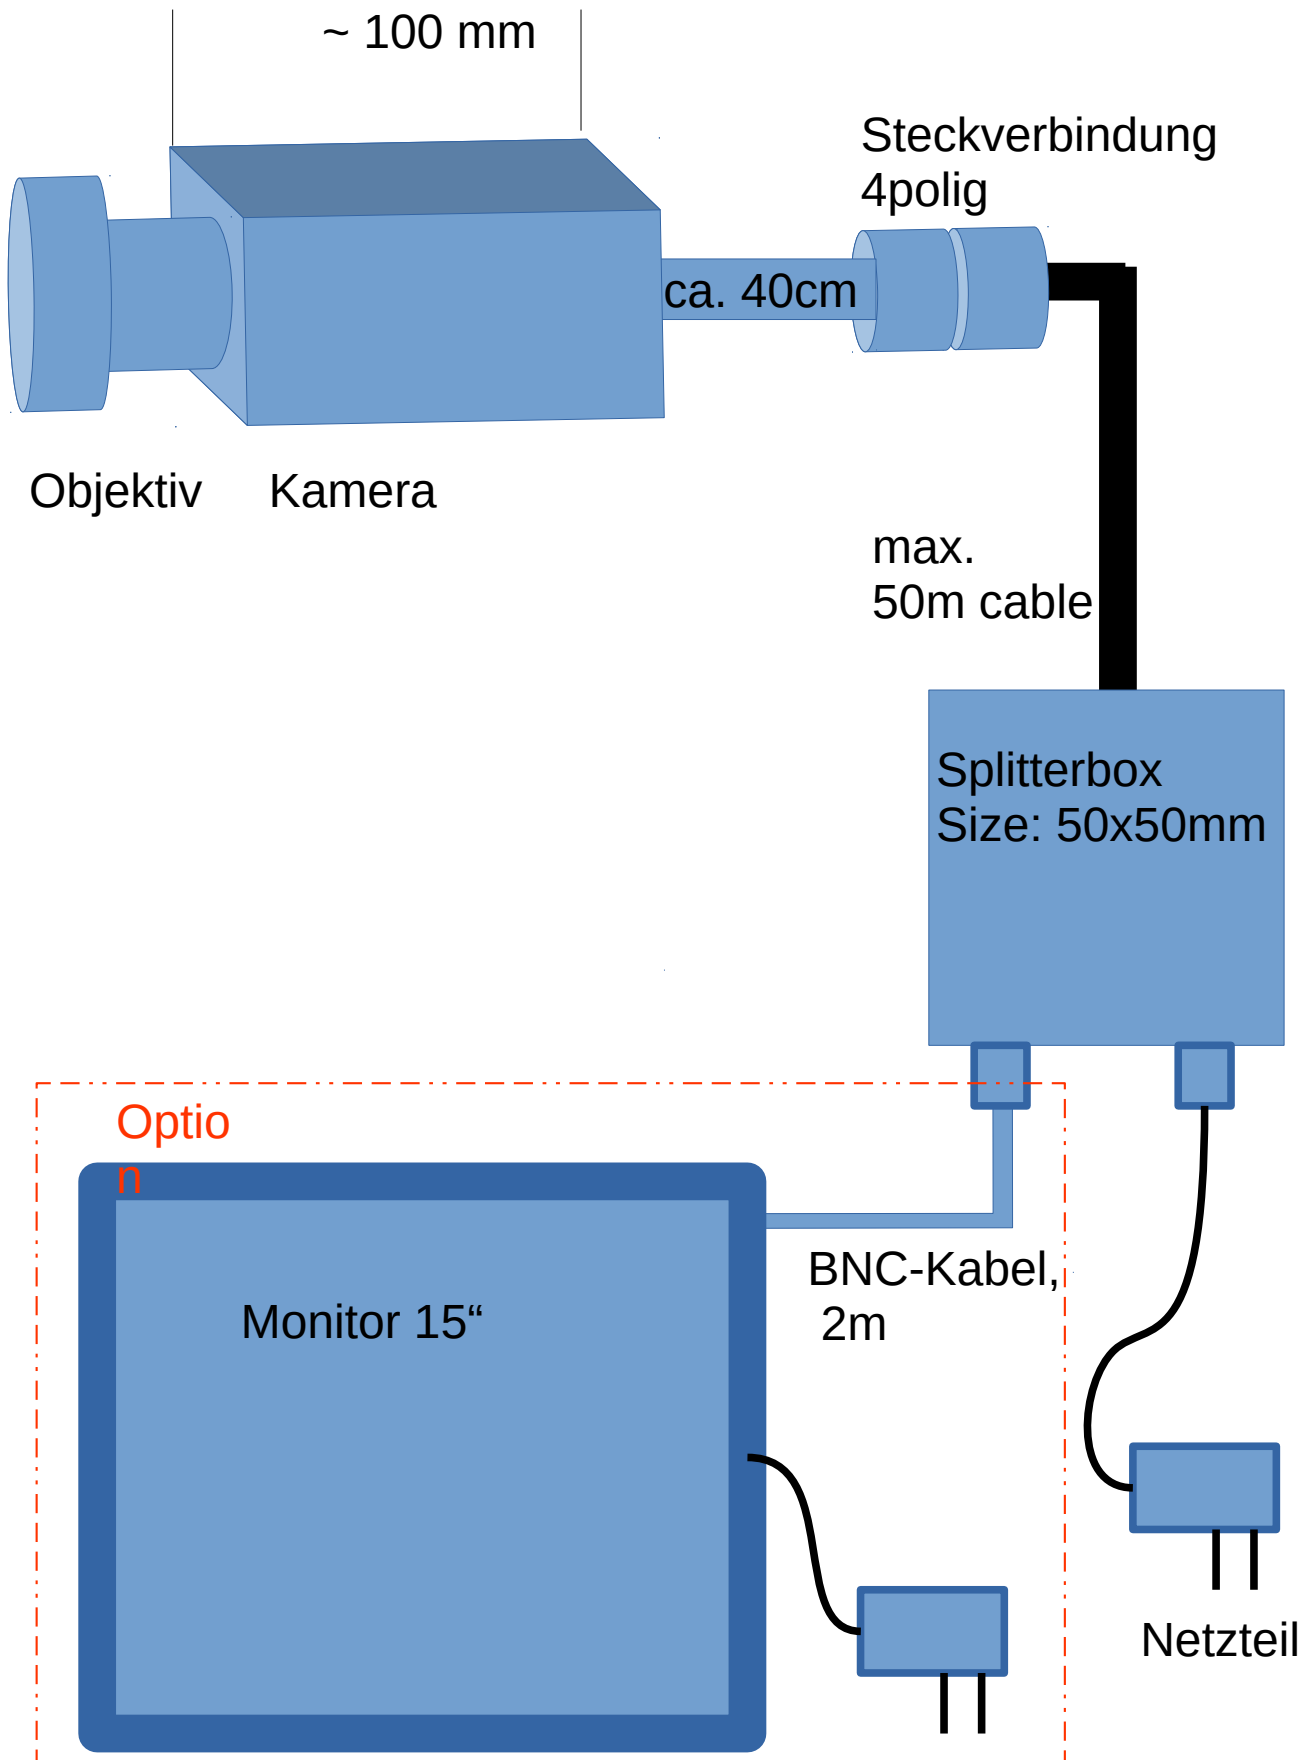 ~ 100 mm
Steckverbindung
4polig
ca. 40cm
Objektiv
Kamera
max.
50m cable
Splitterbox
Size: 50x50mm
Optio
n
BNC-Kabel,
2m
Monitor 15“
Netzteil